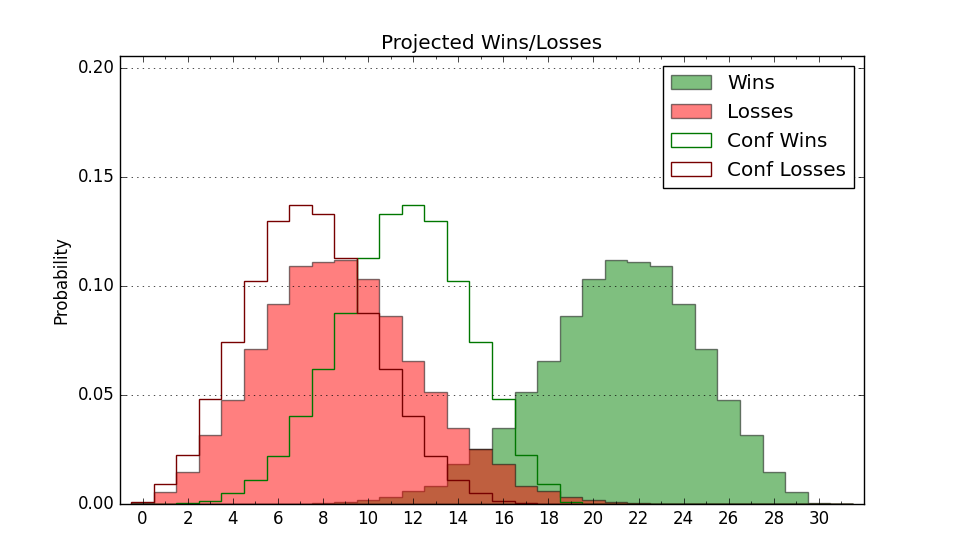 Projected Wins/Losses
Wins
Losses
Conf Wins
Conf Losses
Probability
0.20
0.15
0.10
0.05
0.00
0 2 4 6 8 10 12 14 16 18 20 22 24 26 28 30